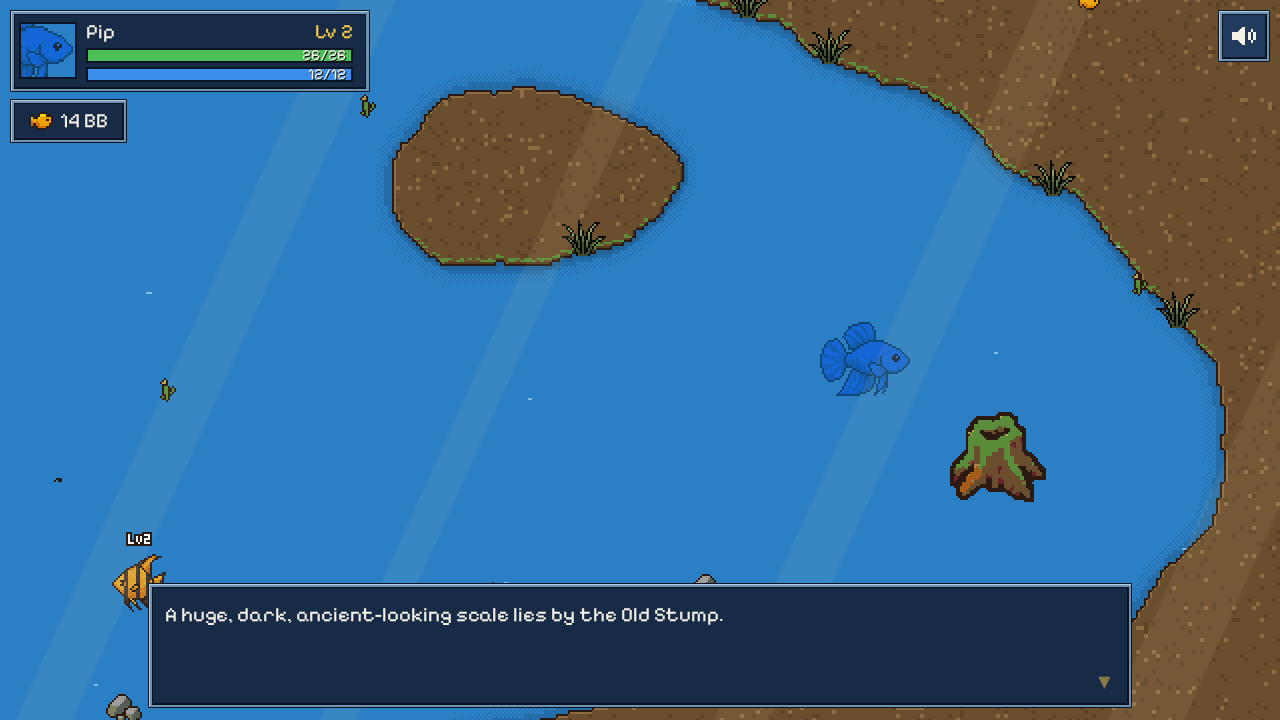 Pip Lv 2
26/26
12/12
14 BB
Lv2
A huge, dark, ancient-looking scale lies by the Old Stump.